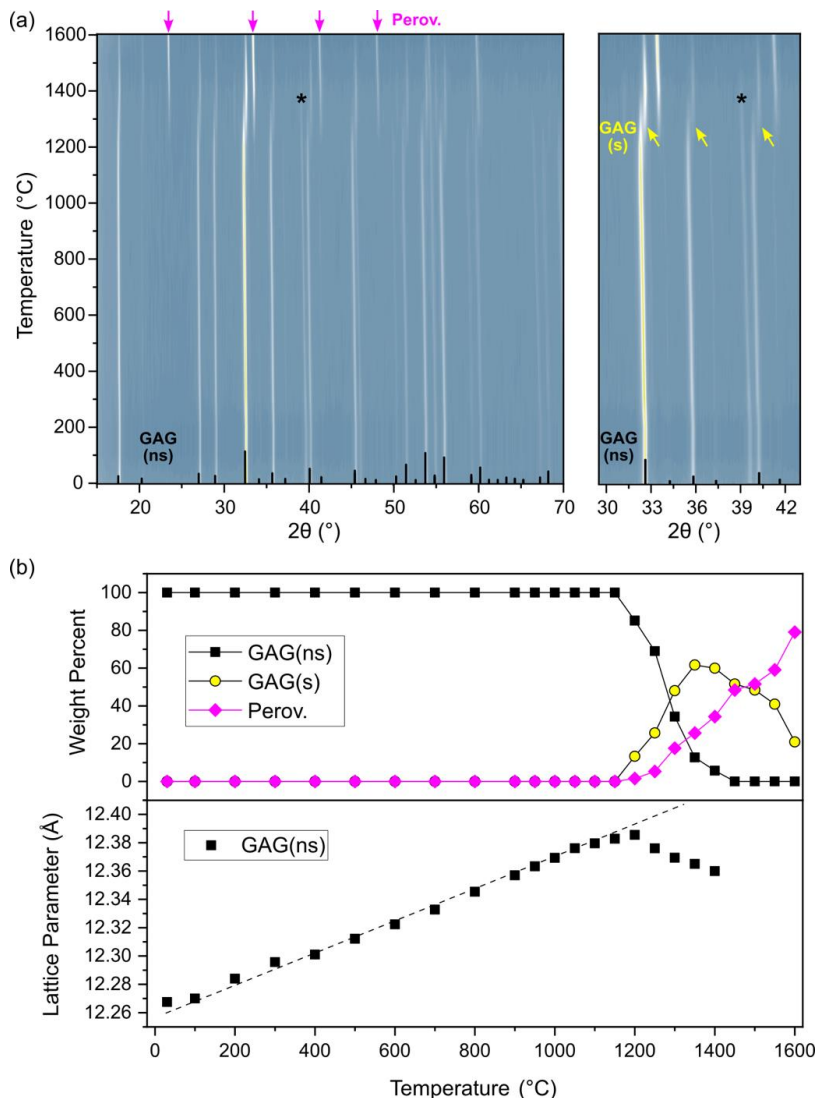 (a)
Perov.
1600
1400
1200
1000
800
600
400
200
0
Temperature (°C)
*
GAG
(ns)
20
30
40
50
60
70
2θ (°)
*
GAG
(s)
GAG
(ns)
30
33
36
39
42
2θ (°)
(b)
100
80
60
40
20
0
Weight Percent
GAG(ns)
GAG(s)
Perov.
12.40
12.38
12.36
12.34
12.32
12.30
12.28
12.26
Lattice Parameter (Å)
GAG(ns)
0
200
400
600
800
1000
1200
1400
1600
Temperature (°C)